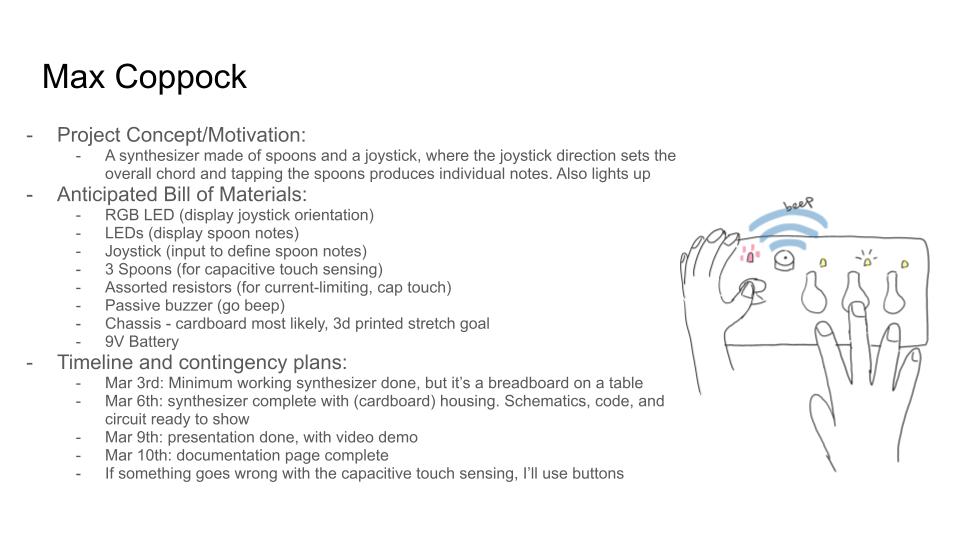 Max Coppock
- Project Concept/Motivation:
- A synthesizer made of spoons and a joystick, where the joystick direction sets the
overall chord and tapping the spoons produces individual notes. Also lights up
- Anticipated Bill of Materials:
- RGB LED (display joystick orientation)
- LEDs (display spoon notes)
- Joystick (input to define spoon notes)
- 3 Spoons (for capacitive touch sensing)
- Assorted resistors (for current-limiting, cap touch)
- Passive buzzer (go beep)
- Chassis - cardboard most likely, 3d printed stretch goal
- 9V Battery
- Timeline and contingency plans:
- Mar 3rd: Minimum working synthesizer done, but it's a breadboard on a table
- Mar 6th: synthesizer complete with (cardboard) housing. Schematics, code, and
circuit ready to show
- Mar 9th: presentation done, with video demo
- Mar 10th: documentation page complete
- If something goes wrong with the capacitive touch sensing, I'll use buttons
beep